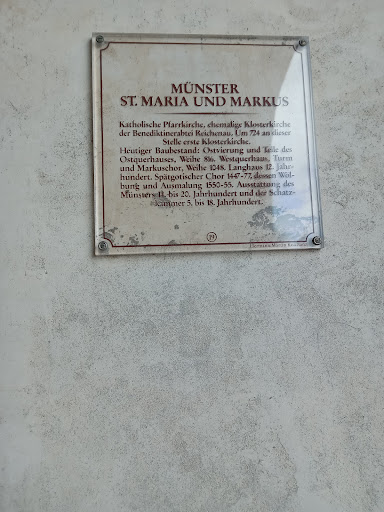 MÜNSTER
ST. MARIA UND MARKUS
Katholische Pfarrkirche, ehemalige Klosterkirche
der Benediktinerabtei Reichenau. Um 724 an dieser
Stelle erste Klosterkirche.
Heutiger Baubestand: Ostvierung und Teile des
Ostquerhauses, Weihe 816. Westquerhaus, Turm
und Markuschor, Weihe 1048. Langhaus 12. Jahr-
hundert. Spätgotischer Chor 1447-77, dessen Wöl-
bung und Ausmalung 1550-55. Ausstattung des
Münsters 11. bis 20. Jahrhundert und der Schatz-
kammer 5. bis 18. Jahrhundert.
19